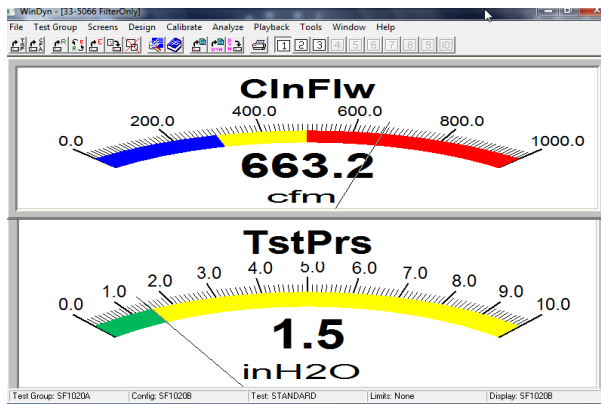 WinDyn - [33-5066 FilterOnly]
File Test Group Screens Design Calibrate Analyze Playback Tools Window Help
1 2 3 4 5 6 7 8 9 10
ClnFlw
0.0 200.0 400.0 600.0 800.0 1000.0
663.2
cfm
TstPrs
0.0 1.0 2.0 3.0 4.0 5.0 6.0 7.0 8.0 9.0 10.0
1.5
inH2O
Test Group: SF1020A Config: SF1020B Test: STANDARD Limits: None Display: SF1020B